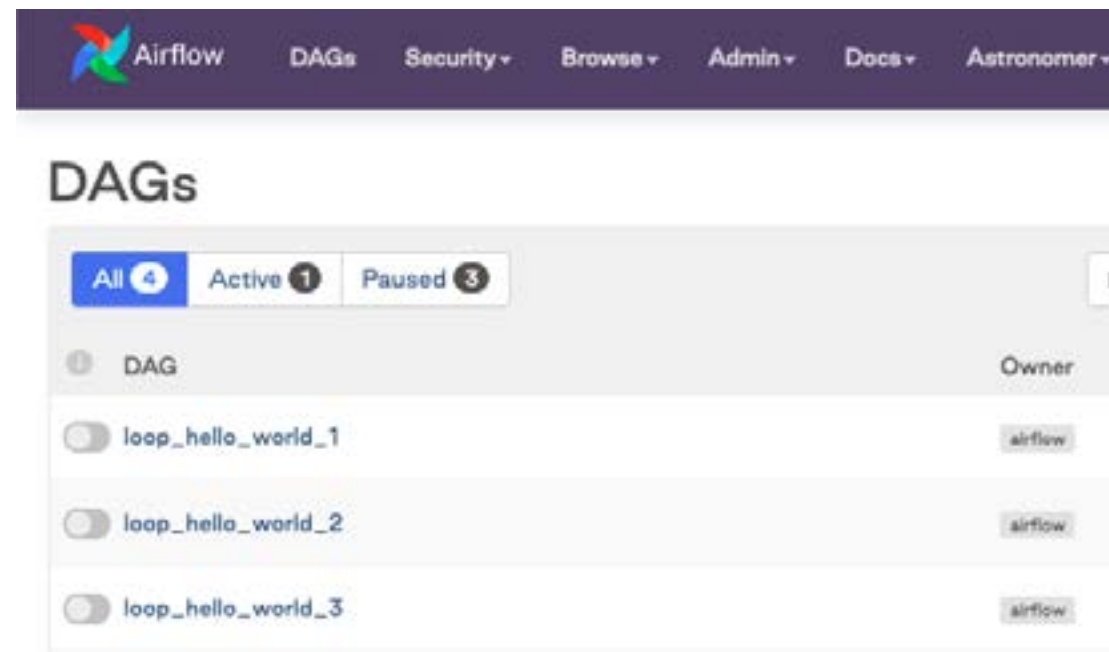 Airflow DAGs Security Browse Admin Docs Astronomer
DAGs
All 4 Active 1 Paused 3
DAG Owner
loop_hello_world_1 airflow
loop_hello_world_2 airflow
loop_hello_world_3 airflow